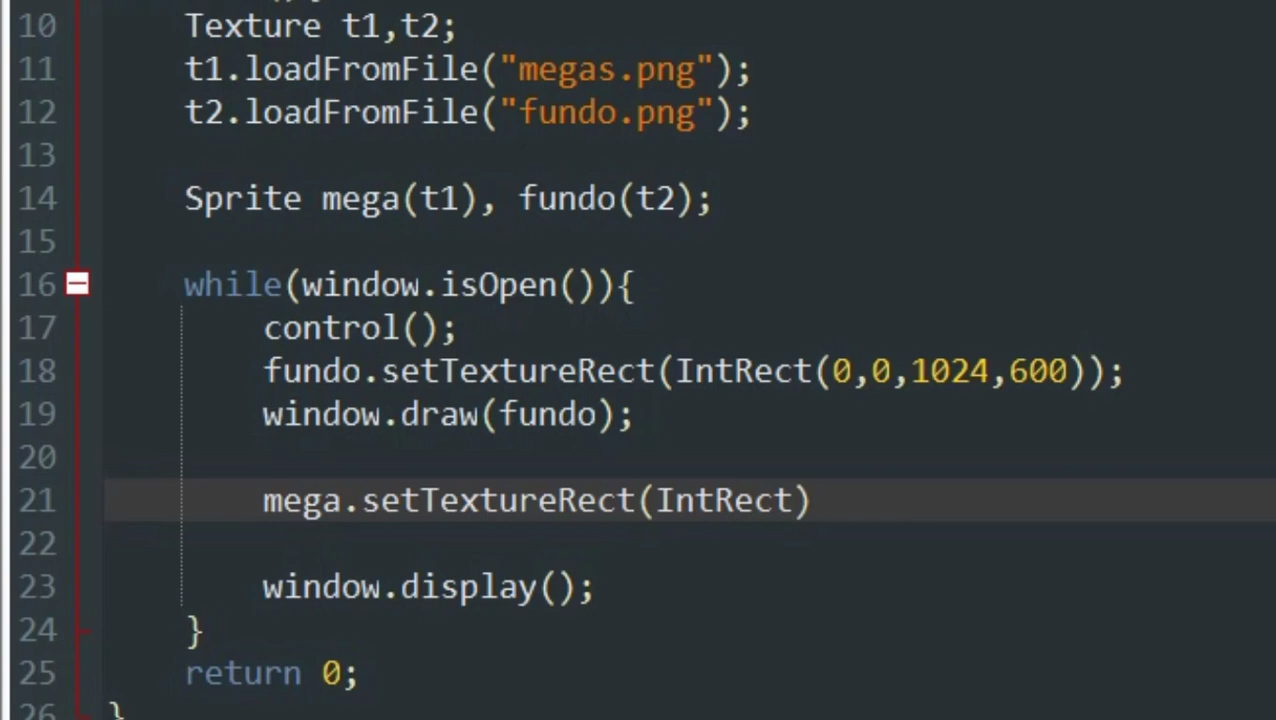 10 Texture t1,t2;
11 t1.loadFromFile("megas.png");
12 t2.loadFromFile("fundo.png");
13
14 Sprite mega(t1), fundo(t2);
15
16 while(window.isOpen()){
17 control();
18 fundo.setTextureRect(IntRect(0,0,1024,600));
19 window.draw(fundo);
20
21 mega.setTextureRect(IntRect)
22
23 window.display();
24 }
25 return 0;
26 }